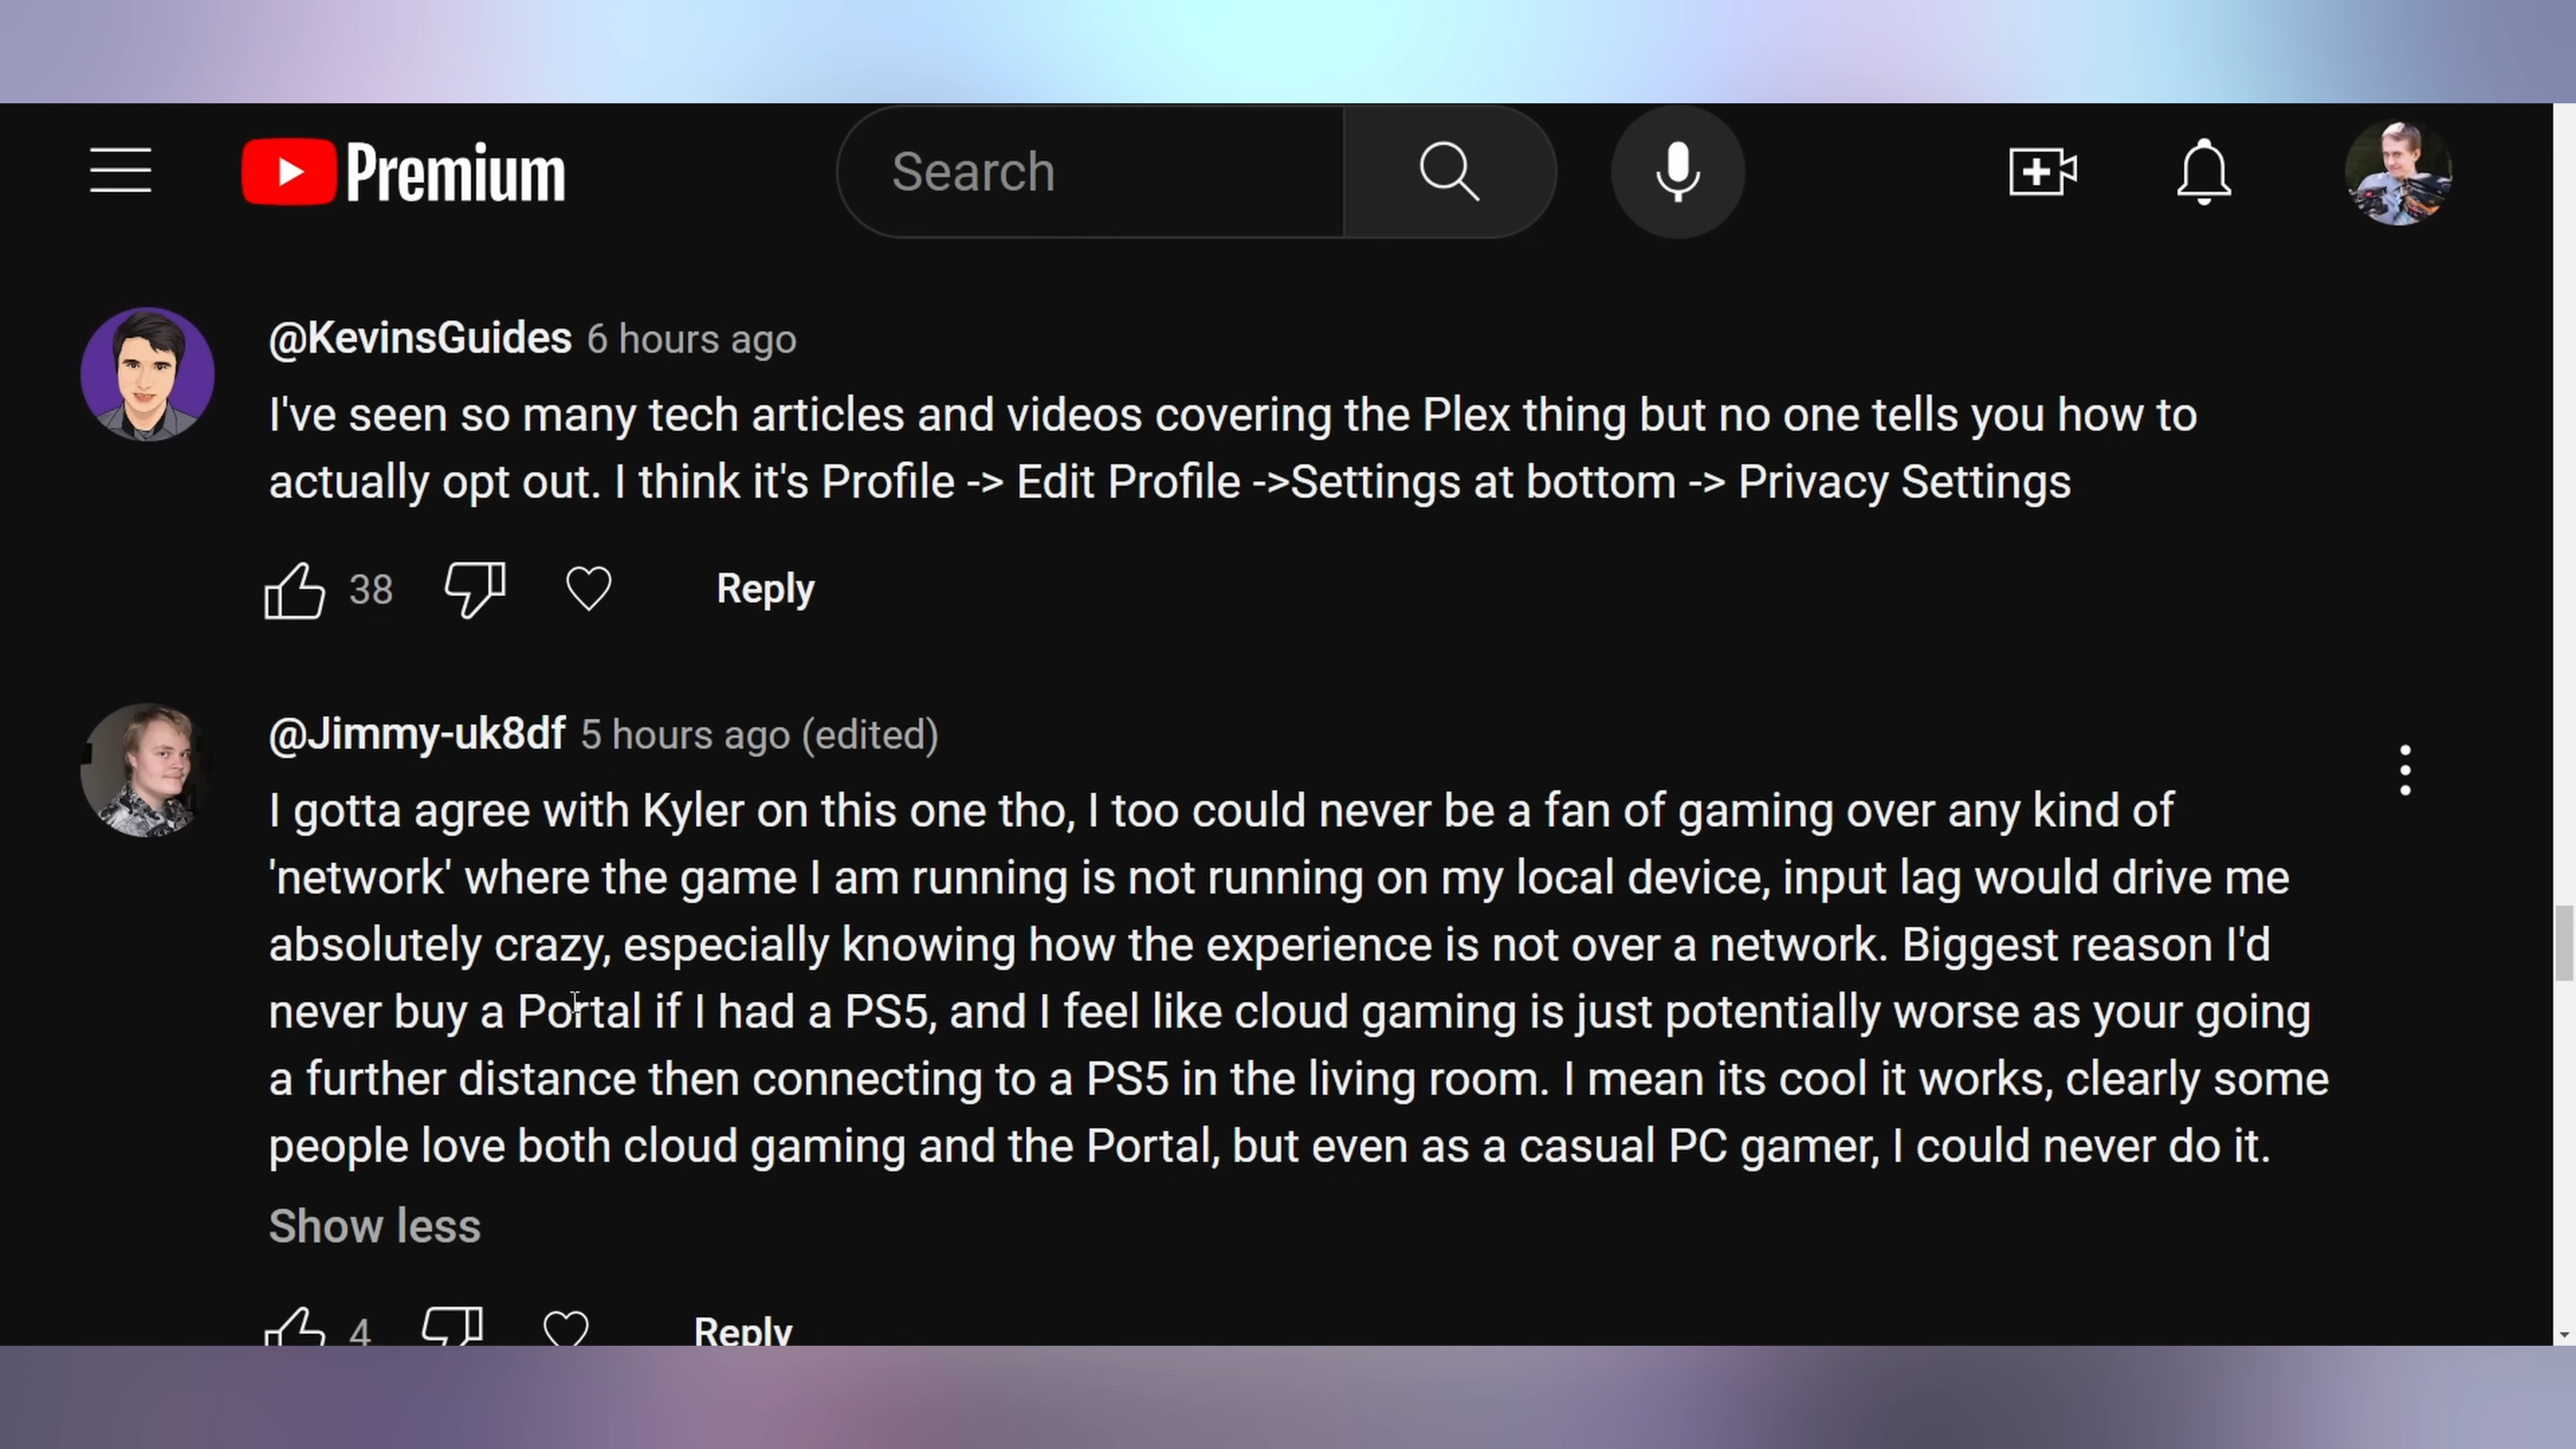 Premium
Search
@KevinsGuides 6 hours ago
I've seen so many tech articles and videos covering the Plex thing but no one tells you how to
actually opt out. I think it's Profile -> Edit Profile ->Settings at bottom -> Privacy Settings
38 Reply
@Jimmy-uk8df 5 hours ago (edited)
I gotta agree with Kyler on this one tho, I too could never be a fan of gaming over any kind of
'network' where the game I am running is not running on my local device, input lag would drive me
absolutely crazy, especially knowing how the experience is not over a network. Biggest reason I'd
never buy a Portal if I had a PS5, and I feel like cloud gaming is just potentially worse as your going
a further distance then connecting to a PS5 in the living room. I mean its cool it works, clearly some
people love both cloud gaming and the Portal, but even as a casual PC gamer, I could never do it.
Show less
4 Reply